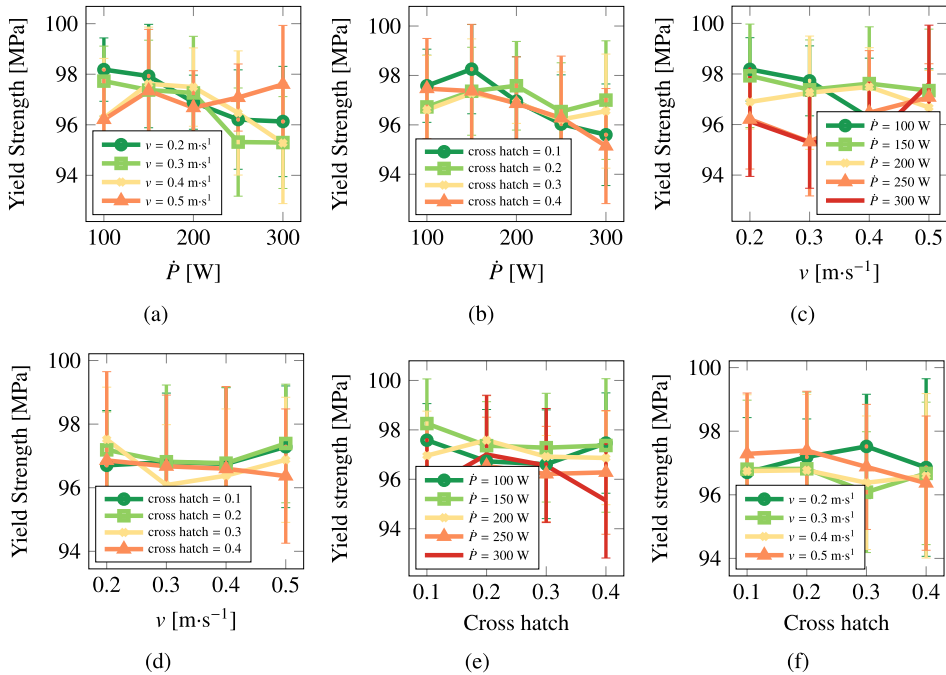 100
98
96
94
Yield Strength [MPa]
v = 0.2 m·s¹
v = 0.3 m·s¹
v = 0.4 m·s¹
v = 0.5 m·s¹
100 200 300
Ṗ [W]
(a)
100
98
96
94
Yield Strength [MPa]
cross hatch = 0.1
cross hatch = 0.2
cross hatch = 0.3
cross hatch = 0.4
100 200 300
Ṗ [W]
(b)
100
98
96
94
Yield Strength [MPa]
Ṗ = 100 W
Ṗ = 150 W
Ṗ = 200 W
Ṗ = 250 W
Ṗ = 300 W
0.2 0.3 0.4 0.5
v [m·s⁻¹]
(c)
100
98
96
94
Yield Strength [MPa]
cross hatch = 0.1
cross hatch = 0.2
cross hatch = 0.3
cross hatch = 0.4
0.2 0.3 0.4 0.5
v [m·s⁻¹]
(d)
100
98
96
94
Yield strength [MPa]
Ṗ = 100 W
Ṗ = 150 W
Ṗ = 200 W
Ṗ = 250 W
Ṗ = 300 W
0.1 0.2 0.3 0.4
Cross hatch
(e)
100
98
96
94
Yield strength [MPa]
v = 0.2 m·s¹
v = 0.3 m·s¹
v = 0.4 m·s¹
v = 0.5 m·s¹
0.1 0.2 0.3 0.4
Cross hatch
(f)